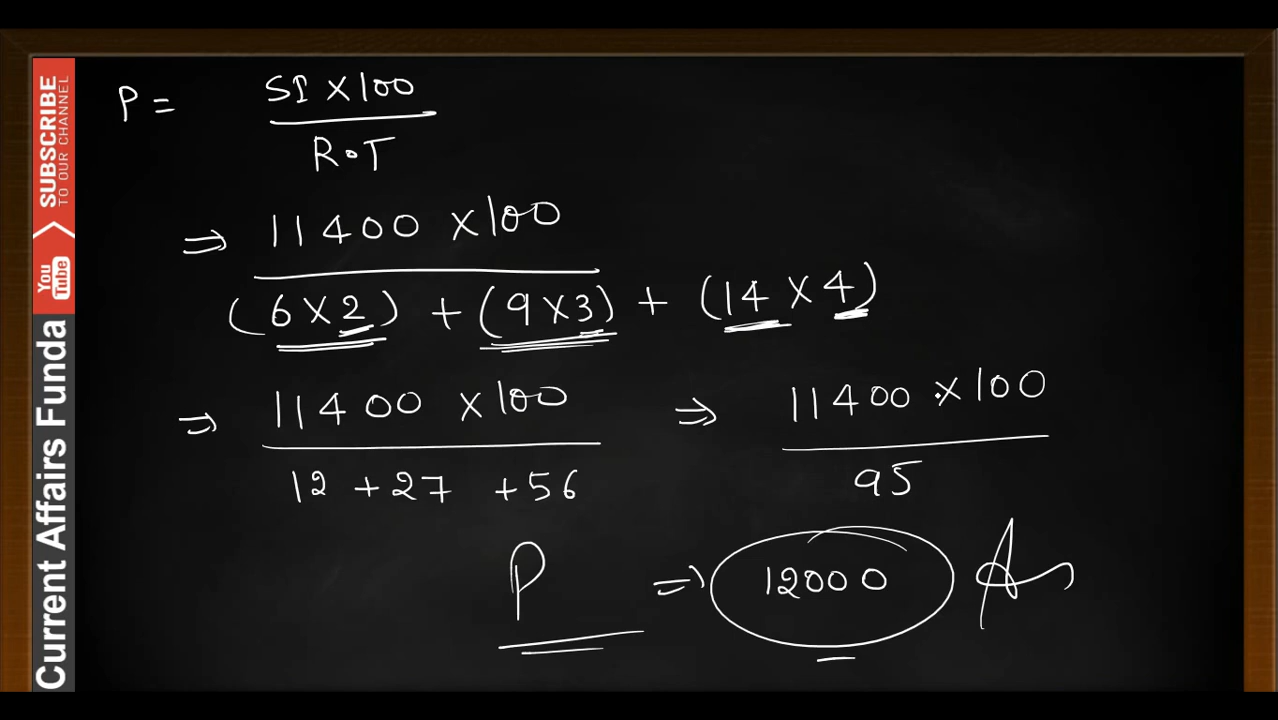 SUBSCRIBE
TO OUR CHANNEL
You
Tube
Current Affairs Funda
P = SI × 100
R•T
⇒ 11400 × 100
(6 × 2) + (9 × 3) + (14 × 4)
⇒ 11400 × 100
12 + 27 + 56
⇒ 11400 × 100
95
P ⇒ 12000 As